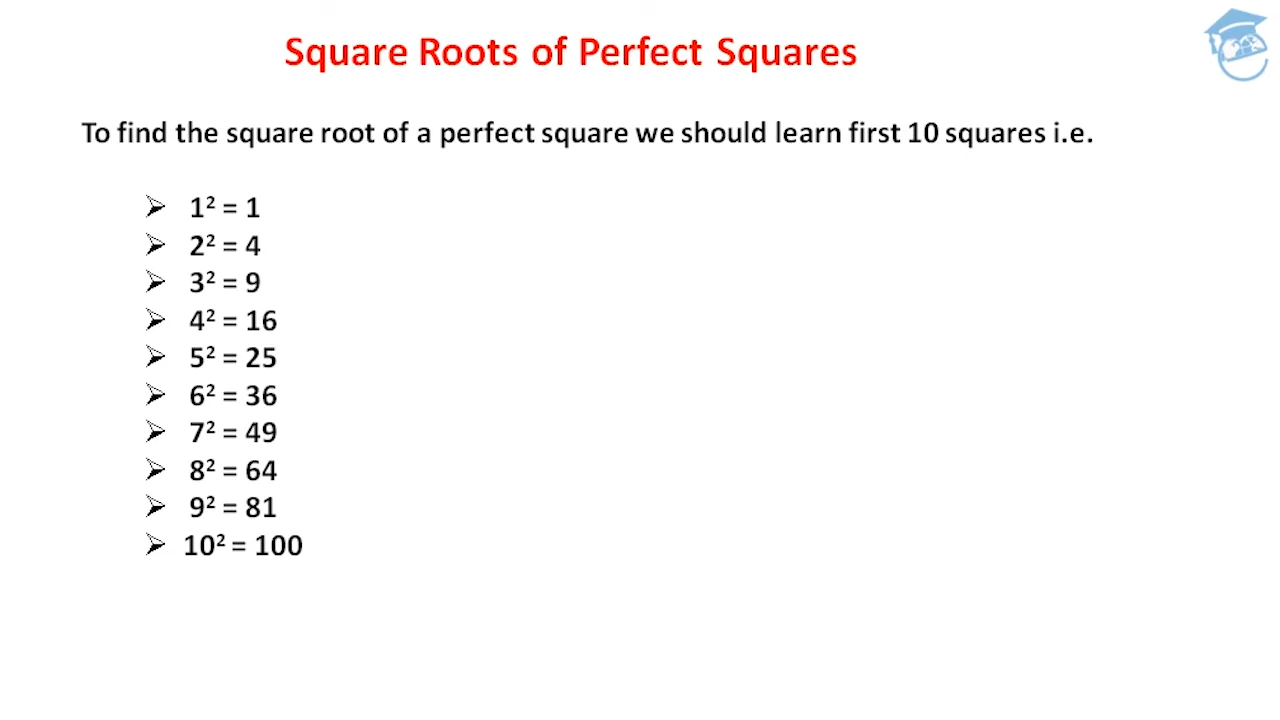 Square Roots of Perfect Squares
To find the square root of a perfect square we should learn first 10 squares i.e.
➢ 1² = 1
➢ 2² = 4
➢ 3² = 9
➢ 4² = 16
➢ 5² = 25
➢ 6² = 36
➢ 7² = 49
➢ 8² = 64
➢ 9² = 81
➢ 10² = 100